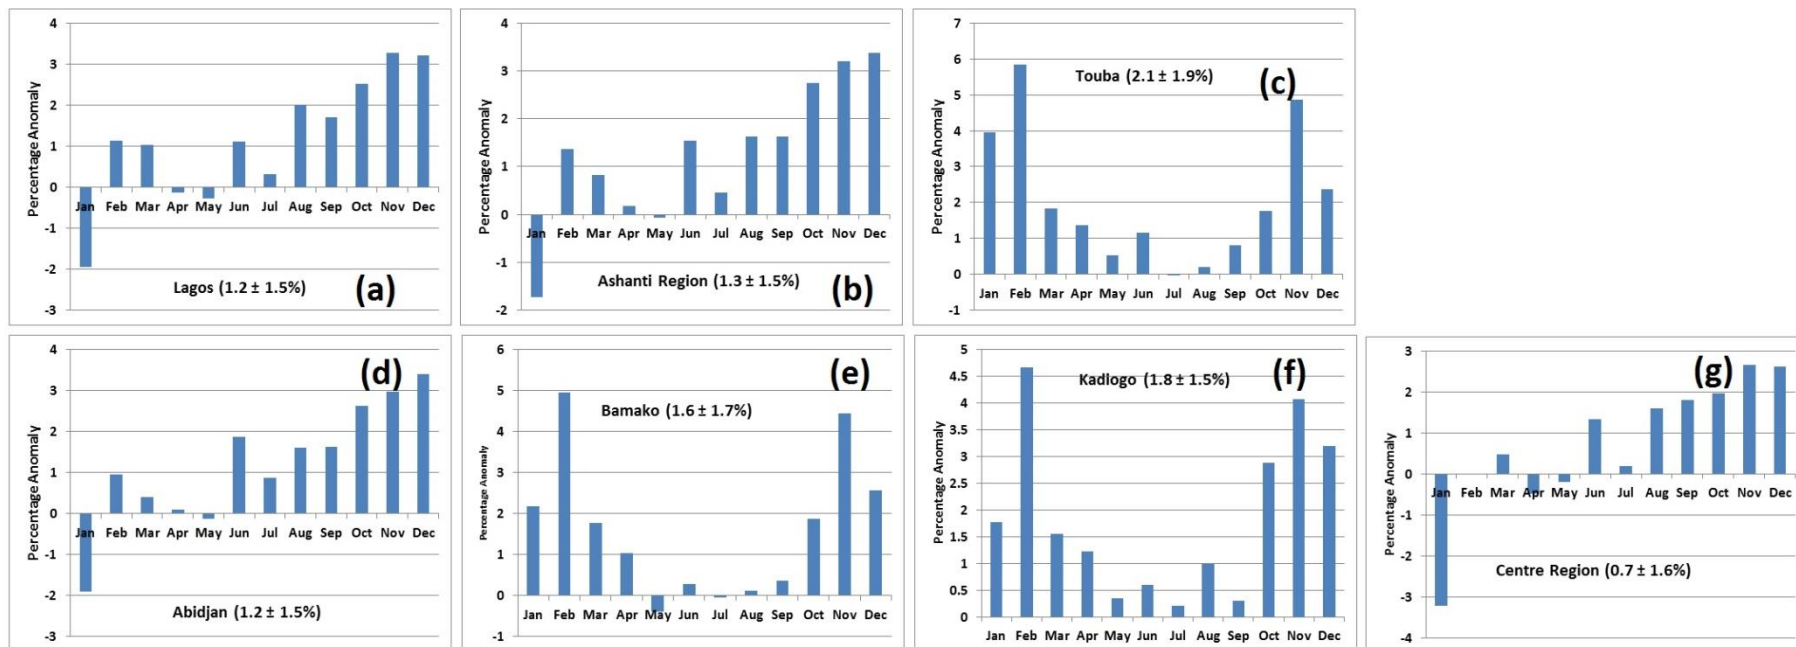 4
3
2
1
0
-1
-2
-3
Percentage Anomaly
Jan Feb Mar Apr May Jun Jul Aug Sep Oct Nov Dec
Lagos (1.2 ± 1.5%)
(a)
4
3
2
1
0
-1
-2
Percentage Anomaly
Jan Feb Mar Apr May Jun Jul Aug Sep Oct Nov Dec
Ashanti Region (1.3 ± 1.5%)
(b)
7
6
5
4
3
2
1
0
-1
Percentage Anomaly
Touba (2.1 ± 1.9%)
(c)
Jan Feb Mar Apr May Jun Jul Aug Sep Oct Nov Dec
4
3
2
1
0
-1
-2
-3
Percentage Anomaly
(d)
Jan Feb Mar Apr May Jun Jul Aug Sep Oct Nov Dec
Abidjan (1.2 ± 1.5%)
6
5
4
3
2
1
0
-1
Percentage Anomaly
(e)
Bamako (1.6 ± 1.7%)
Jan Feb Mar Apr May Jun Jul Aug Sep Oct Nov Dec
5
4.5
4
3.5
3
2.5
2
1.5
1
0.5
0
Percentage Anomaly
Kadiogo (1.8 ± 1.5%)
(f)
Jan Feb Mar Apr May Jun Jul Aug Sep Oct Nov Dec
3
2
1
0
-1
-2
-3
-4
Percentage Anomaly
(g)
Jan Feb Mar Apr May Jun Jul Aug Sep Oct Nov Dec
Centre Region (0.7 ± 1.6%)